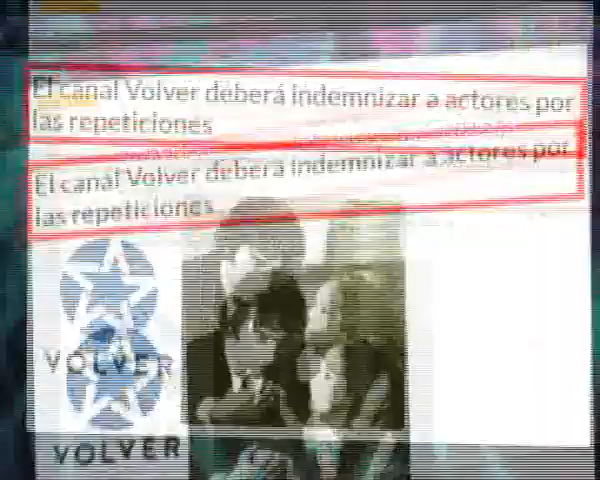 El canal Volver deberá indemnizar a actores por
las repeticiones
El canal Volver deberá indemnizar a actores por
las repeticiones
VOLVER
VOLVER